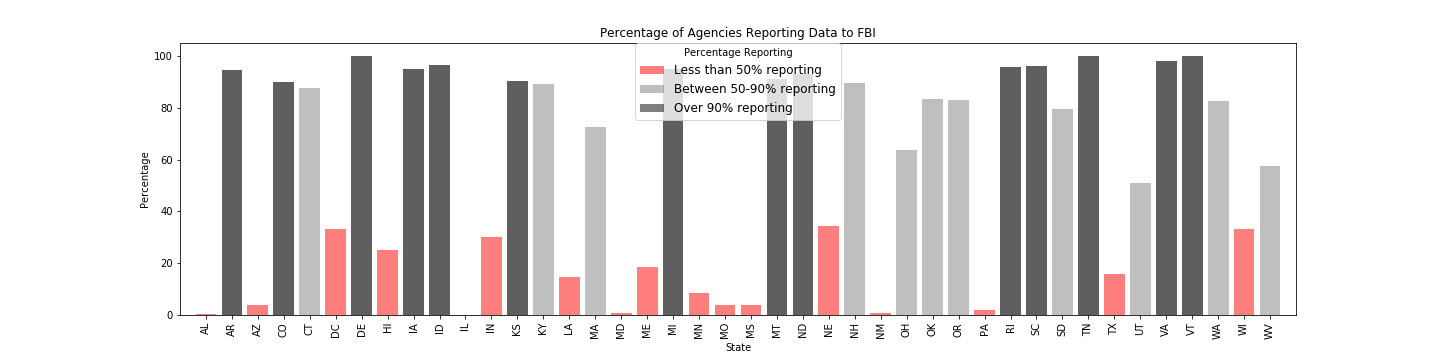 Percentage of Agencies Reporting Data to FBI
Percentage Reporting
Less than 50% reporting
Between 50-90% reporting
Over 90% reporting
Percentage
100
80
60
40
20
0
AL AR AZ CO CT DC DE HI IA ID IL IN KS KY LA MA MD ME MI MN MO MS MT ND NE NH NM OH OK OR PA RI SC SD TN TX UT VA VT WA WI WV
State